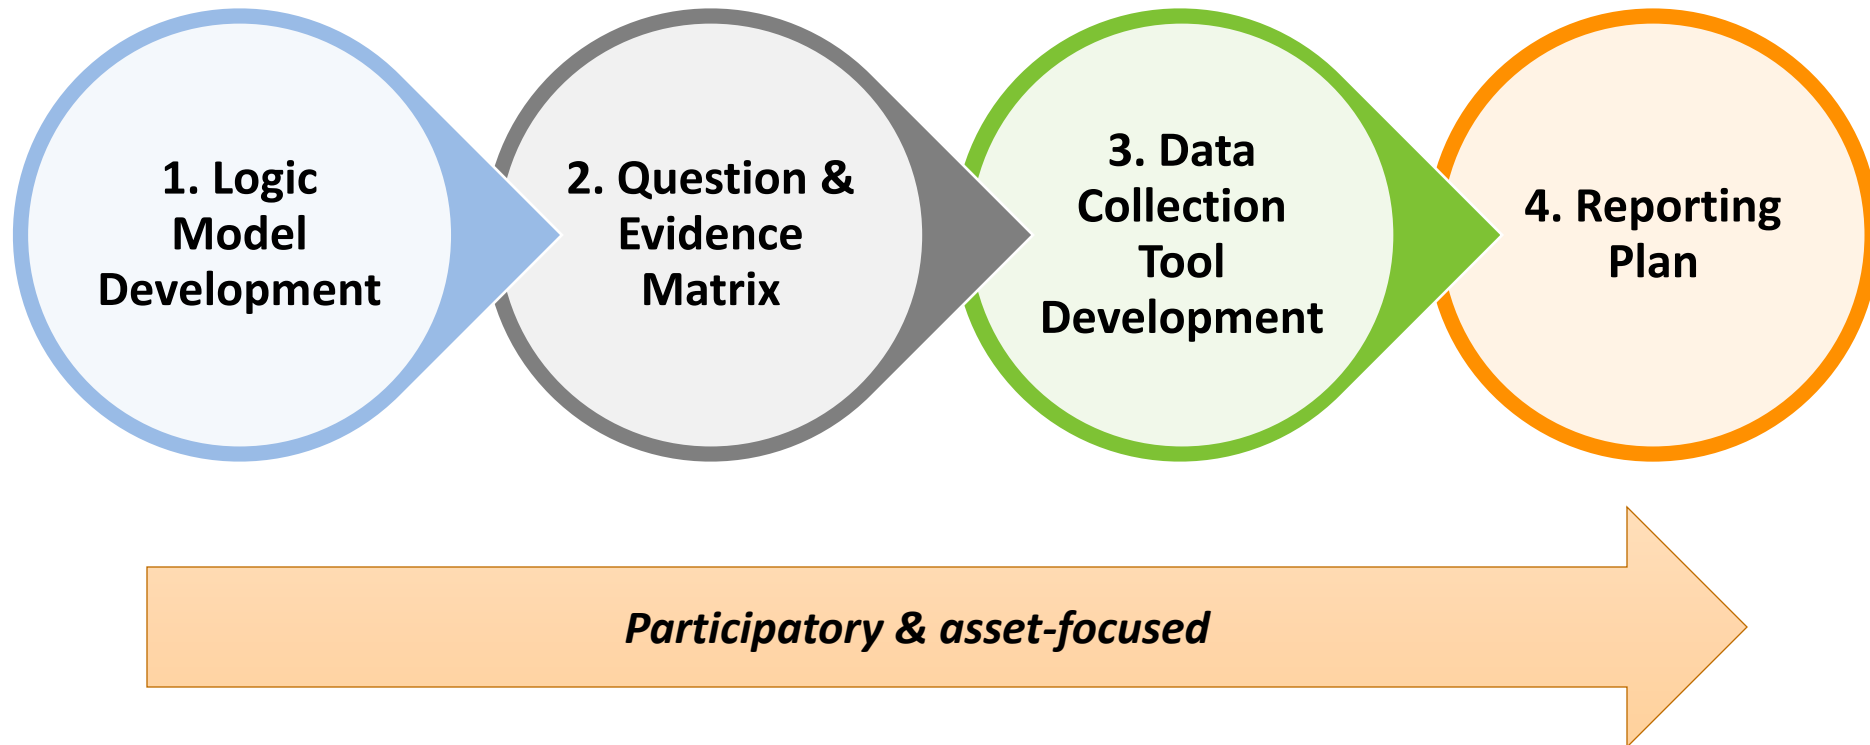 1. Logic
Model
Development
2. Question &
Evidence
Matrix
3. Data
Collection
Tool
Development
4. Reporting
Plan
Participatory & asset-focused